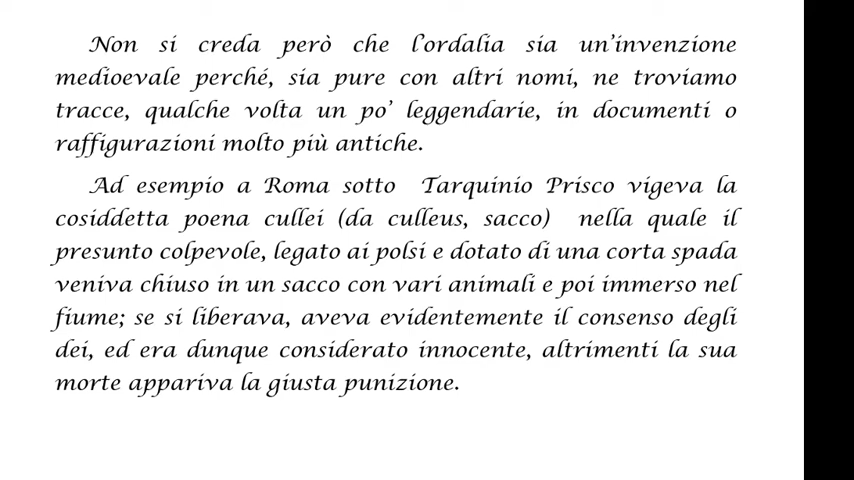 Non si creda però che l'ordalia sia un'invenzione
medioevale perché, sia pure con altri nomi, ne troviamo
tracce, qualche volta un po' leggendarie, in documenti o
raffigurazioni molto più antiche.
Ad esempio a Roma sotto Tarquinio Prisco vigeva la
cosiddetta poena cullei (da culleus, sacco) nella quale il
presunto colpevole, legato ai polsi e dotato di una corta spada
veniva chiuso in un sacco con vari animali e poi immerso nel
fiume; se si liberava, aveva evidentemente il consenso degli
dei, ed era dunque considerato innocente, altrimenti la sua
morte appariva la giusta punizione.